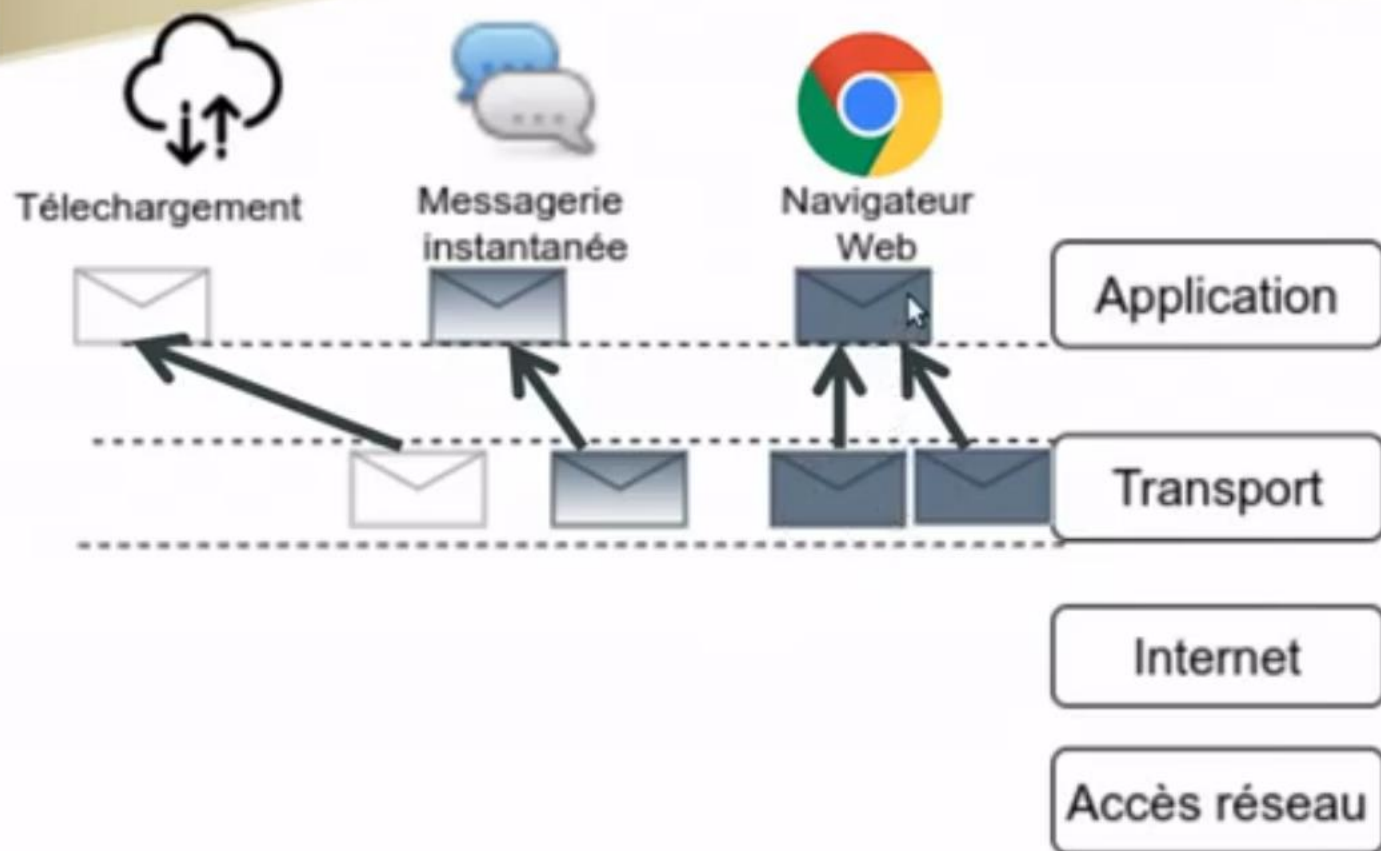 Télechargement
Messagerie
instantanée
Navigateur
Web
Application
Transport
Internet
Accès réseau